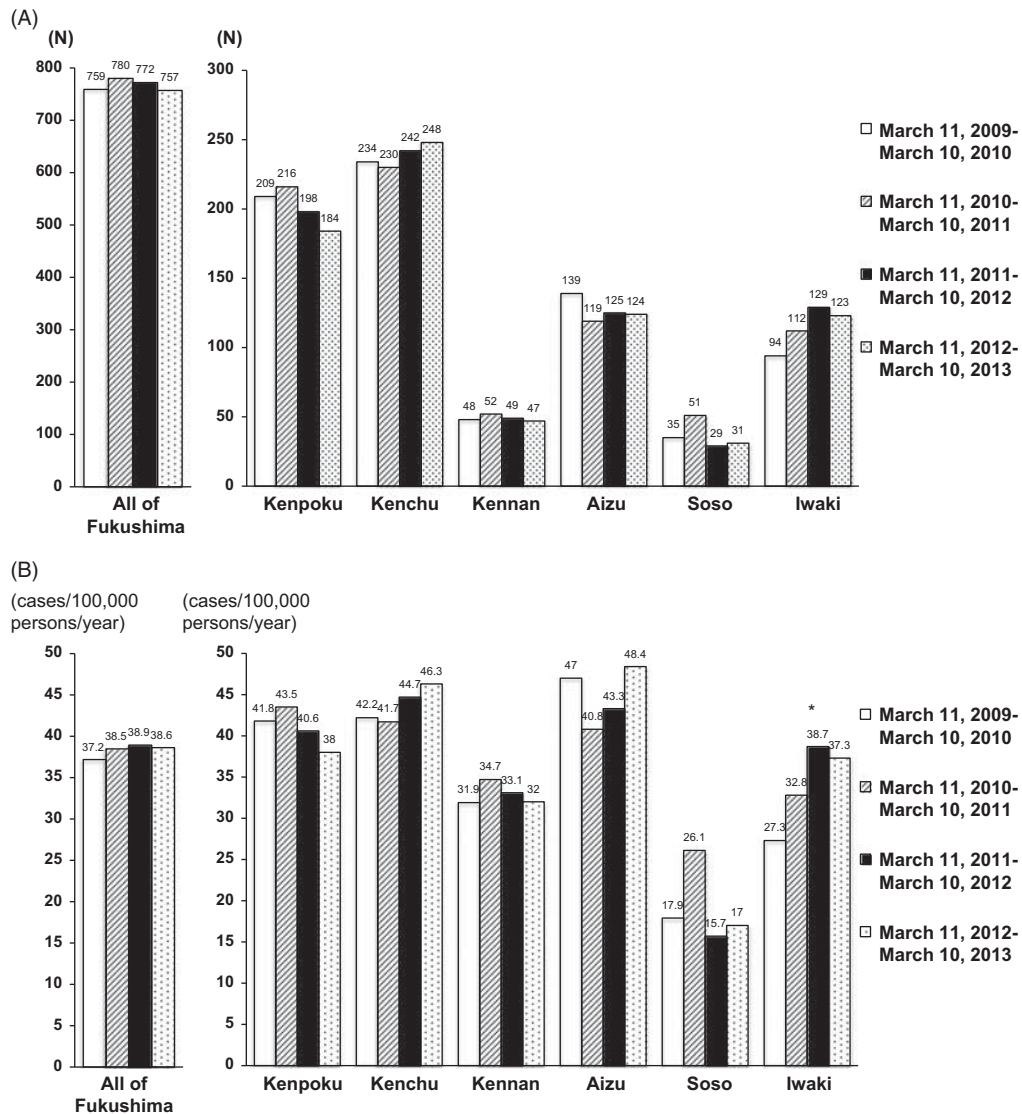 (A)
(N)
800
700
600
500
400
300
200
100
0
759
780
772
757
All of
Fukushima
(N)
300
250
200
150
100
50
0
209
216
198
184
234
230
242
248
48
52
49
47
139
119
125
124
35
51
29
31
94
112
129
123
Kenpoku
Kenchu
Kennan
Aizu
Soso
Iwaki
March 11, 2009-
March 10, 2010
March 11, 2010-
March 10, 2011
March 11, 2011-
March 10, 2012
March 11, 2012-
March 10, 2013
(B)
(cases/100,000
persons/year)
50
45
40
35
30
25
20
15
10
5
0
37.2
38.5
38.9
38.6
All of
Fukushima
(cases/100,000
persons/year)
50
45
40
35
30
25
20
15
10
5
0
41.8
43.5
40.6
38
42.2
41.7
44.7
46.3
31.9
34.7
33.1
32
47
40.8
43.3
48.4
17.9
26.1
15.7
17
27.3
32.8
*
38.7
37.3
Kenpoku
Kenchu
Kennan
Aizu
Soso
Iwaki
March 11, 2009-
March 10, 2010
March 11, 2010-
March 10, 2011
March 11, 2011-
March 10, 2012
March 11, 2012-
March 10, 2013